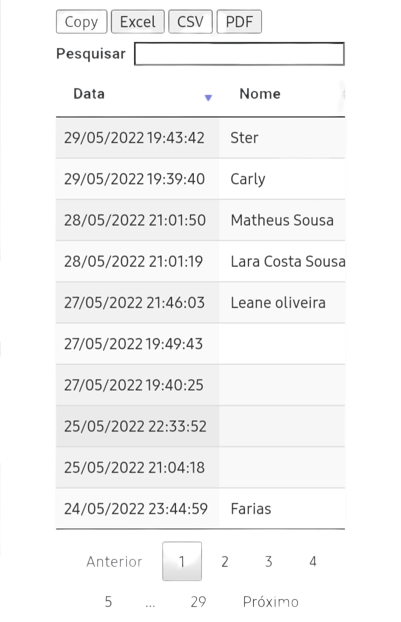 Copy Excel CSV PDF
Pesquisar
Data Nome
29/05/2022 19:43:42 Ster
29/05/2022 19:39:40 Carly
28/05/2022 21:01:50 Matheus Sousa
28/05/2022 21:01:19 Lara Costa Sousa
27/05/2022 21:46:03 Leane oliveira
27/05/2022 19:49:43
27/05/2022 19:40:25
25/05/2022 22:33:52
25/05/2022 21:04:18
24/05/2022 23:44:59 Farias
Anterior 1 2 3 4
5 ... 29 Próximo